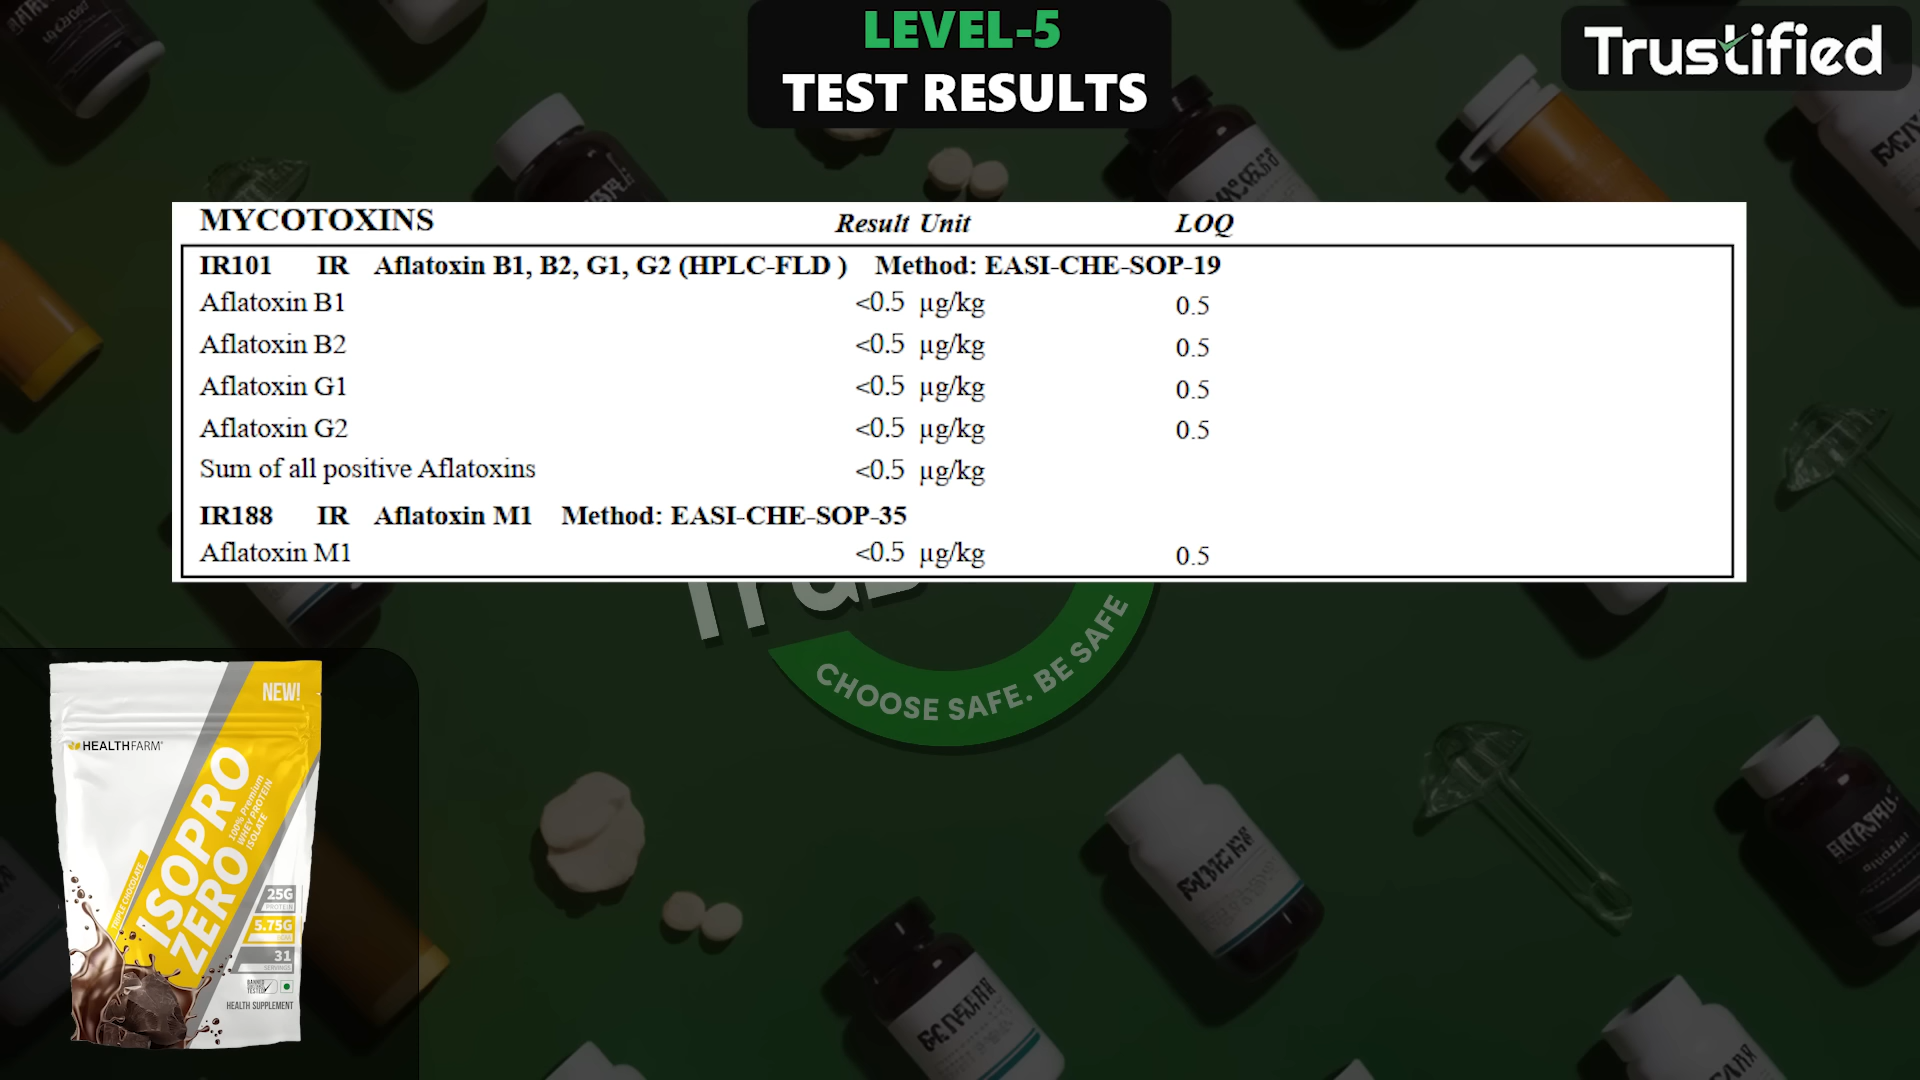 LEVEL-5
TEST RESULTS
Trustified
MYCOTOXINS Result Unit LOQ
IR101 IR Aflatoxin B1, B2, G1, G2 (HPLC-FLD ) Method: EASI-CHE-SOP-19
Aflatoxin B1 <0.5 µg/kg 0.5
Aflatoxin B2 <0.5 µg/kg 0.5
Aflatoxin G1 <0.5 µg/kg 0.5
Aflatoxin G2 <0.5 µg/kg 0.5
Sum of all positive Aflatoxins <0.5 µg/kg
IR188 IR Aflatoxin M1 Method: EASI-CHE-SOP-35
Aflatoxin M1 <0.5 µg/kg 0.5
CHOOSE SAFE. BE SAFE
NEW!
HEALTHFARM
ISOPRO
ZERO
100% Premium
WHEY PROTEIN
ISOLATE
TRIPLE CHOCOLATE
25G
PROTEIN
5.75G
31
SERVINGS
HEALTH SUPPLEMENT